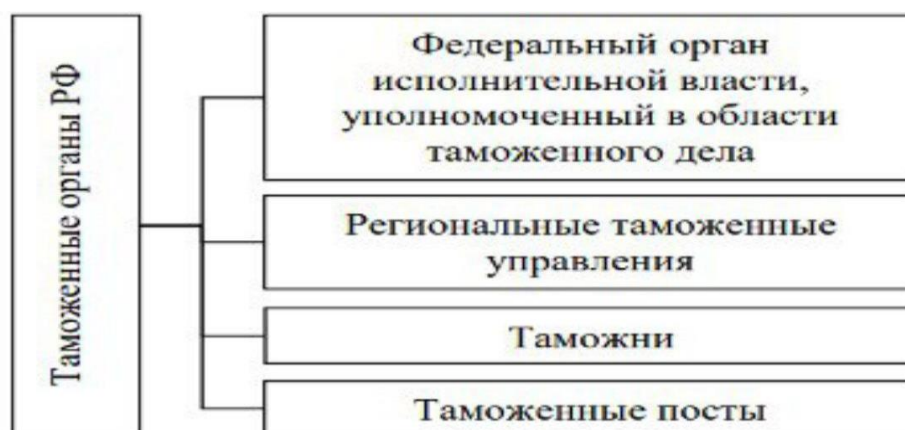 Таможенные органы РФ
Федеральный орган
исполнительной власти,
уполномоченный в области
таможенного дела
Региональные таможенные
управления
Таможни
Таможенные посты